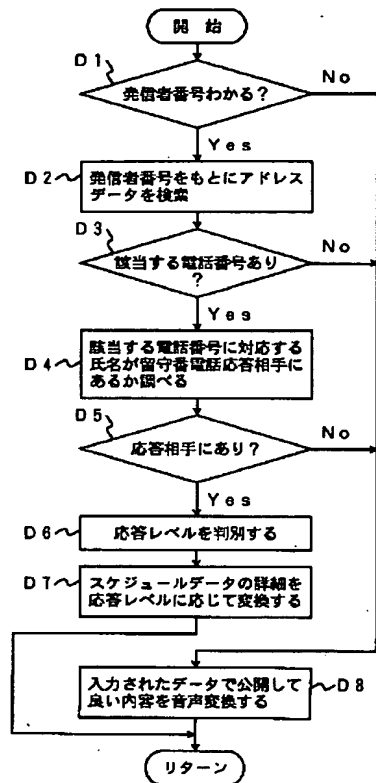 開 始
D1
発信者番号わかる?
No
Yes
D2
発信者番号をもとにアドレス
データを検索
D3
該当する電話番号あり
?
No
Yes
D4
該当する電話番号に対応する
氏名が留守番電話応答相手に
あるか調べる
D5
応答相手にあり?
No
Yes
D6
応答レベルを判別する
D7
スケジュールデータの詳細を
応答レベルに応じて変換する
入力されたデータで公開して
良い内容を音声変換する
D8
リターン